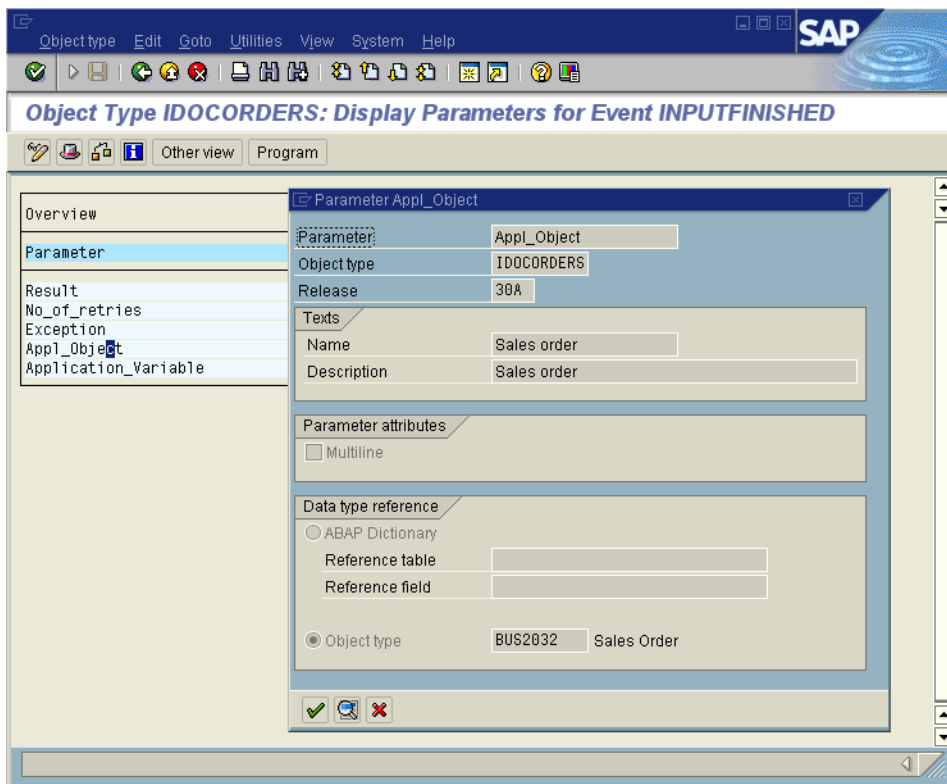 Object type Edit Goto Utilities View System Help
SAP
Object Type IDOCORDERS: Display Parameters for Event INPUTFINISHED
Other view Program
Overview
Parameter
Result
No_of_retries
Exception
Appl_Object
Application_Variable
Parameter Appl_Object
Parameter Appl_Object
Object type IDOCORDERS
Release 30A
Texts
Name Sales order
Description Sales order
Parameter attributes
Multiline
Data type reference
ABAP Dictionary
Reference table
Reference field
Object type BUS2032 Sales Order